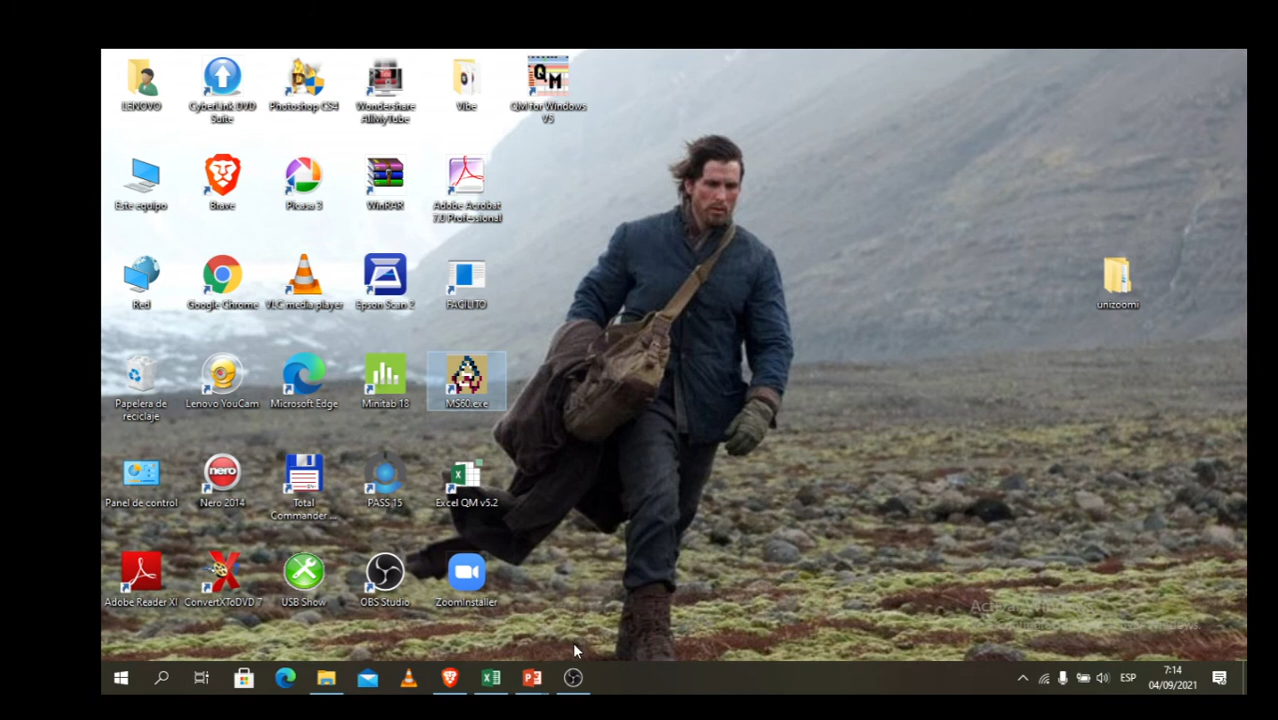 LENOVO
CyberLink DVD
Suite
Photoshop CS4
Wondershare
AllMyTube
Vibe
QM
QM for Windows
V5
Este equipo
Brave
Picasa 3
WinRAR
Adobe Acrobat
7.0 Professional
Red
Google Chrome
VLC media player
Epson Scan 2
FACILITO
unizoomi
Papelera de
reciclaje
Lenovo YouCam
Microsoft Edge
Minitab 18
MS60.exe
Panel de control
nero
Nero 2014
Total
Commander ...
PASS 15
Excel QM v5.2
Adobe Reader XI
ConvertXToDVD 7
USB Show
OBS Studio
ZoomInstaller
ESP
7:14
04/09/2021